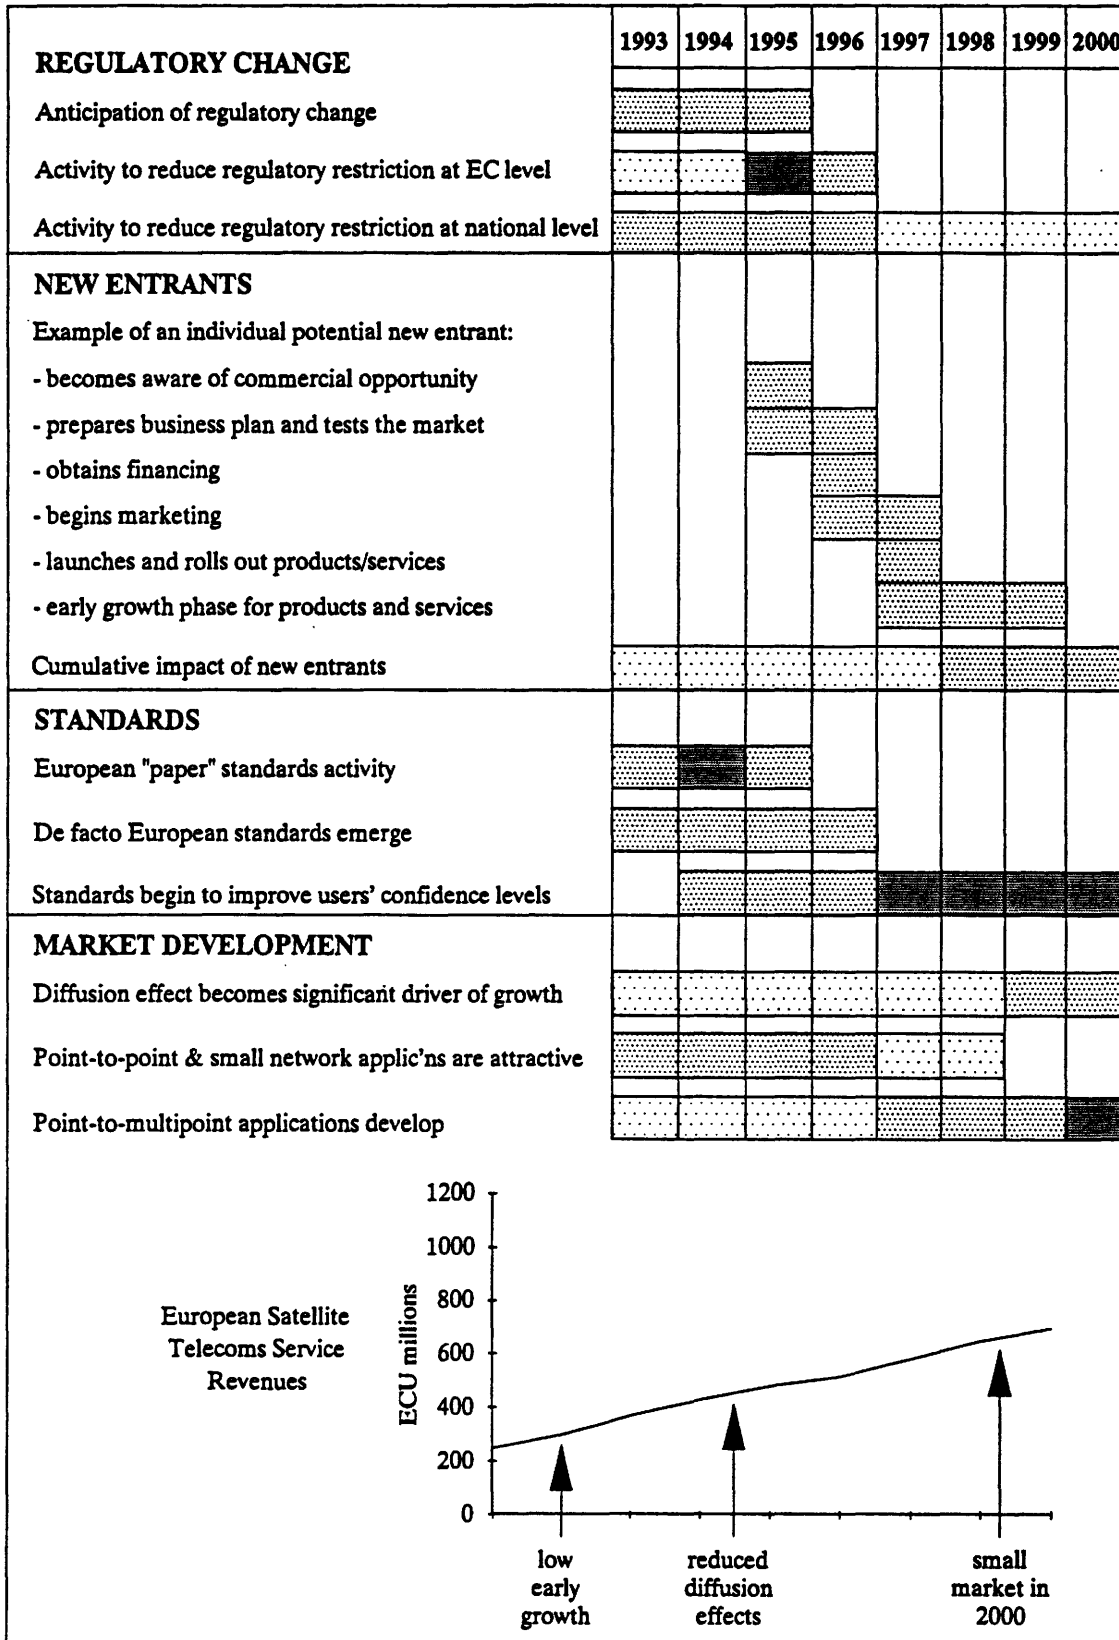 1993 1994 1995 1996 1997 1998 1999 2000
REGULATORY CHANGE
Anticipation of regulatory change
Activity to reduce regulatory restriction at EC level
Activity to reduce regulatory restriction at national level
NEW ENTRANTS
Example of an individual potential new entrant:
- becomes aware of commercial opportunity
- prepares business plan and tests the market
- obtains financing
- begins marketing
- launches and rolls out products/services
- early growth phase for products and services
Cumulative impact of new entrants
STANDARDS
European "paper" standards activity
De facto European standards emerge
Standards begin to improve users' confidence levels
MARKET DEVELOPMENT
Diffusion effect becomes significant driver of growth
Point-to-point & small network applic'ns are attractive
Point-to-multipoint applications develop
European Satellite
Telecoms Service
Revenues
ECU millions
1200
1000
800
600
400
200
0
low
early
growth
reduced
diffusion
effects
small
market in
2000